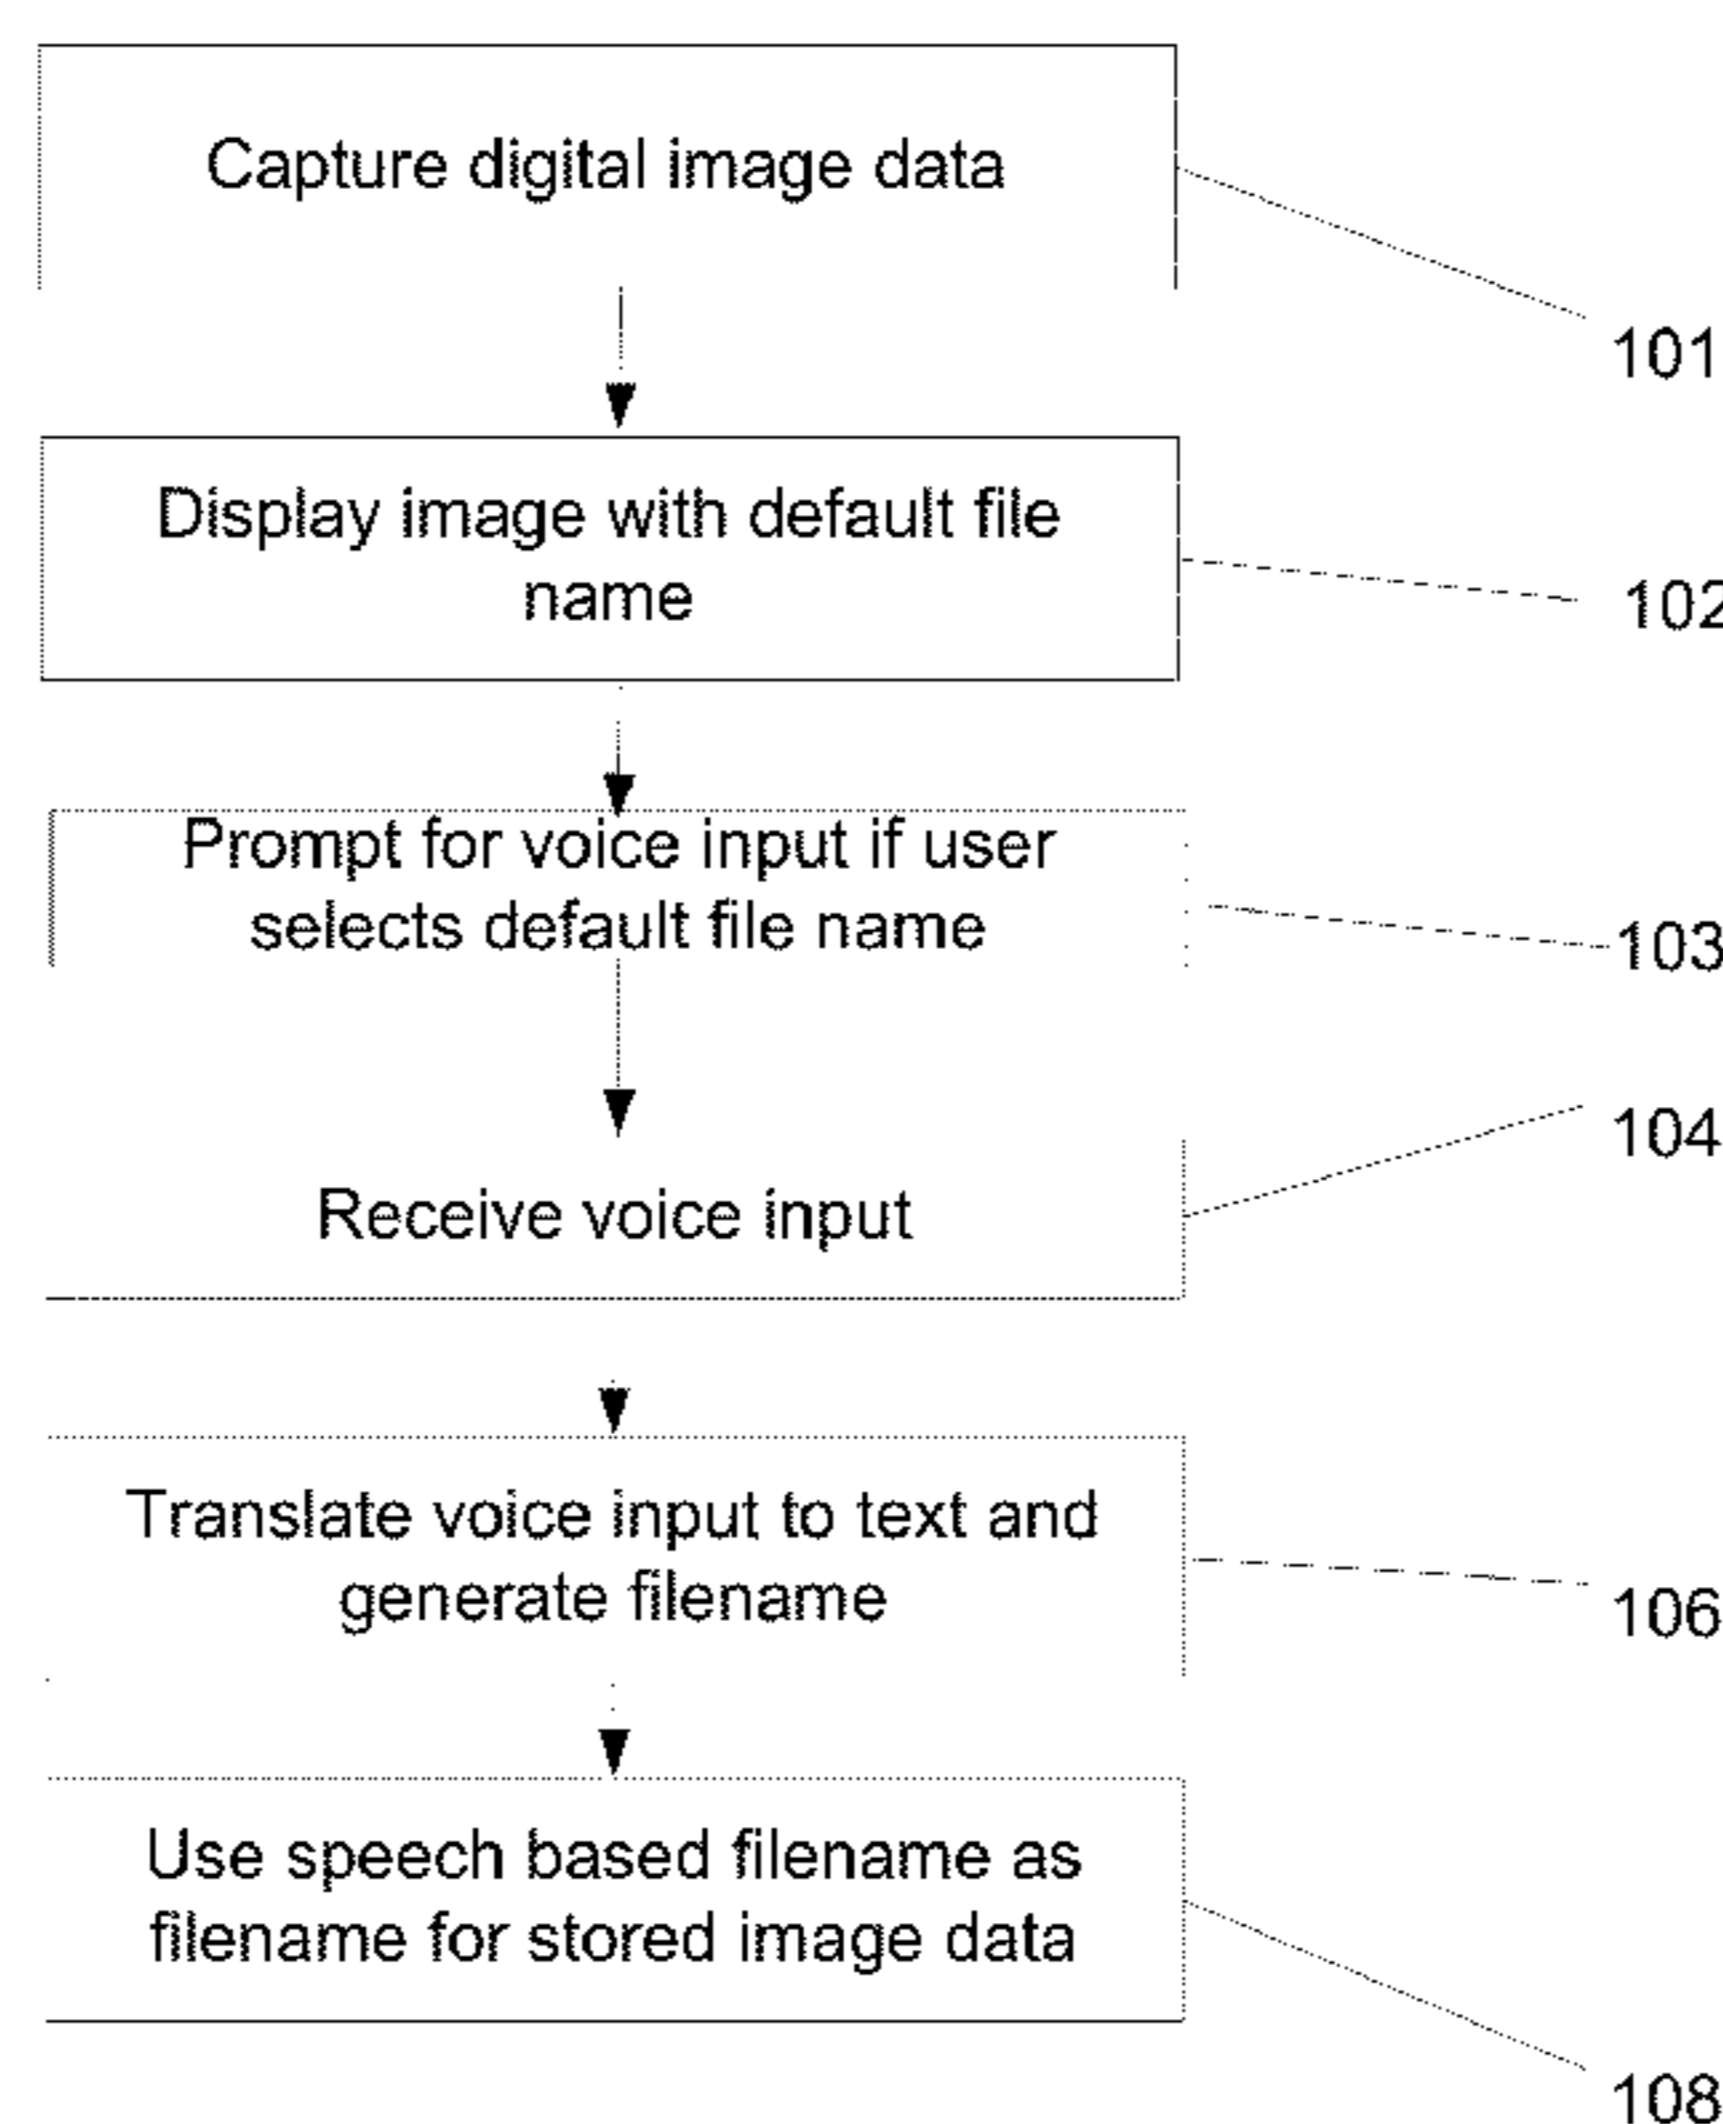 Capture digital image data
101
Display image with default file
name
102
Prompt for voice input if user
selects default file name
103
104
Receive voice input
Translate voice input to text and
generate filename
106
Use speech based filename as
filename for stored image data
108